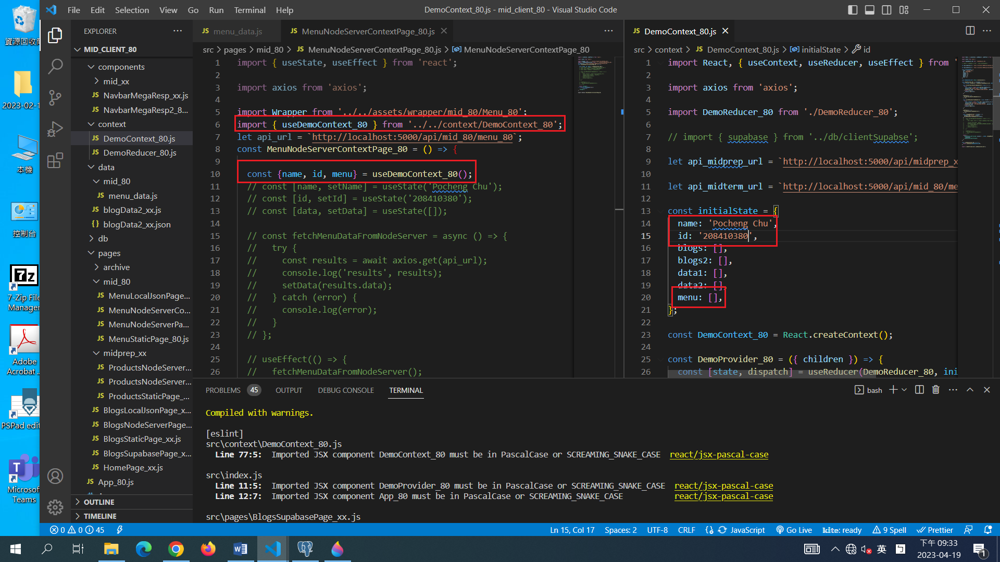 File Edit Selection View Go Run Terminal Help
DemoContext_80.js - mid_client_80 - Visual Studio Code
資源回收筒
2023-02-1
本機
控制台
7-Zip File
Manager
Adobe
Acrobat ...
PSPad edit
Microsof
Teams
EXPLORER
MID_CLIENT_80
components
mid_xx
NavbarMegaResp_xx.js
NavbarMegaResp2_8...
context
DemoContext_80.js
DemoReducer_80.js
data
mid_80
menu_data.js
blogData2_xx.js
blogData2_xx.json
db
pages
archive
mid_80
MenuLocalJsonPage...
MenuNodeServerCo...
MenuNodeServerPa...
MenuStaticPage_80.js
midprep_xx
ProductsNodeServer...
ProductsNodeServer...
ProductsStaticPage_...
BlogsLocalJsonPage_x...
BlogsNodeServerPage...
BlogsStaticPage_xx.js
BlogsSupabasePage_x...
HomePage_xx.js
App_80.js
OUTLINE
TIMELINE
menu_data.js
MenuNodeServerContextPage_80.js
src > pages > mid_80 > MenuNodeServerContextPage_80.js > MenuNodeServerContextPage_80
1 import { useState, useEffect } from 'react';
2
3 import axios from 'axios';
4
5 import Wrapper from '../../assets/wrapper/mid_80/Menu_80';
6 import { useDemoContext_80 } from '../../context/DemoContext_80';
7 let api_url = `http://localhost:5000/api/mid_80/menu_80`;
8 const MenuNodeServerContextPage_80 = () => {
9
10 const {name, id, menu} = useDemoContext_80();
11 // const [name, setName] = useState('Pocheng Chu');
12 // const [id, setId] = useState('208410380');
13 // const [data, setData] = useState([]);
14
15 // const fetchMenuDataFromNodeServer = async () => {
16 //   try {
17 //     const results = await axios.get(api_url);
18 //     console.log('results', results);
19 //     setData(results.data);
20 //   } catch (error) {
21 //     console.log(error);
22 //   }
23 // };
24
25 // useEffect(() => {
26 //   fetchMenuDataFromNodeServer();
DemoContext_80.js
src > context > DemoContext_80.js > initialState > id
1 import React, { useContext, useReducer, useEffect } from '
2
3 import axios from 'axios';
4
5 import DemoReducer_80 from './DemoReducer_80';
6
7 // import { supabase } from '../db/clientSupabse';
8
9 let api_midprep_url = `http://localhost:5000/api/midprep_x
10
11 let api_midterm_url = `http://localhost:5000/api/mid_80/me
12
13 const initialState = {
14 name: 'Pocheng Chu',
15 id: '208410380',
16 blogs: [],
17 blogs2: [],
18 data1: [],
19 data2: [],
20 menu: [],
21 };
22
23 const DemoContext_80 = React.createContext();
24
25 const DemoProvider_80 = ({ children }) => {
26 const [state, dispatch] = useReducer(DemoReducer_80, ini
PROBLEMS 45 OUTPUT DEBUG CONSOLE TERMINAL
bash
Compiled with warnings.
[eslint]
src\context\DemoContext_80.js
Line 77:5: Imported JSX component DemoContext_80 must be in PascalCase or SCREAMING_SNAKE_CASE react/jsx-pascal-case
src\index.js
Line 11:5: Imported JSX component DemoProvider_80 must be in PascalCase or SCREAMING_SNAKE_CASE react/jsx-pascal-case
Line 12:7: Imported JSX component App_80 must be in PascalCase or SCREAMING_SNAKE_CASE react/jsx-pascal-case
src\pages\BlogsSupabasePage_xx.js
0 0 45
Ln 15, Col 17 Spaces: 2 UTF-8 CRLF JavaScript Go Live kite: ready 9 Spell Prettier
英
下午 09:33
2023-04-19
1